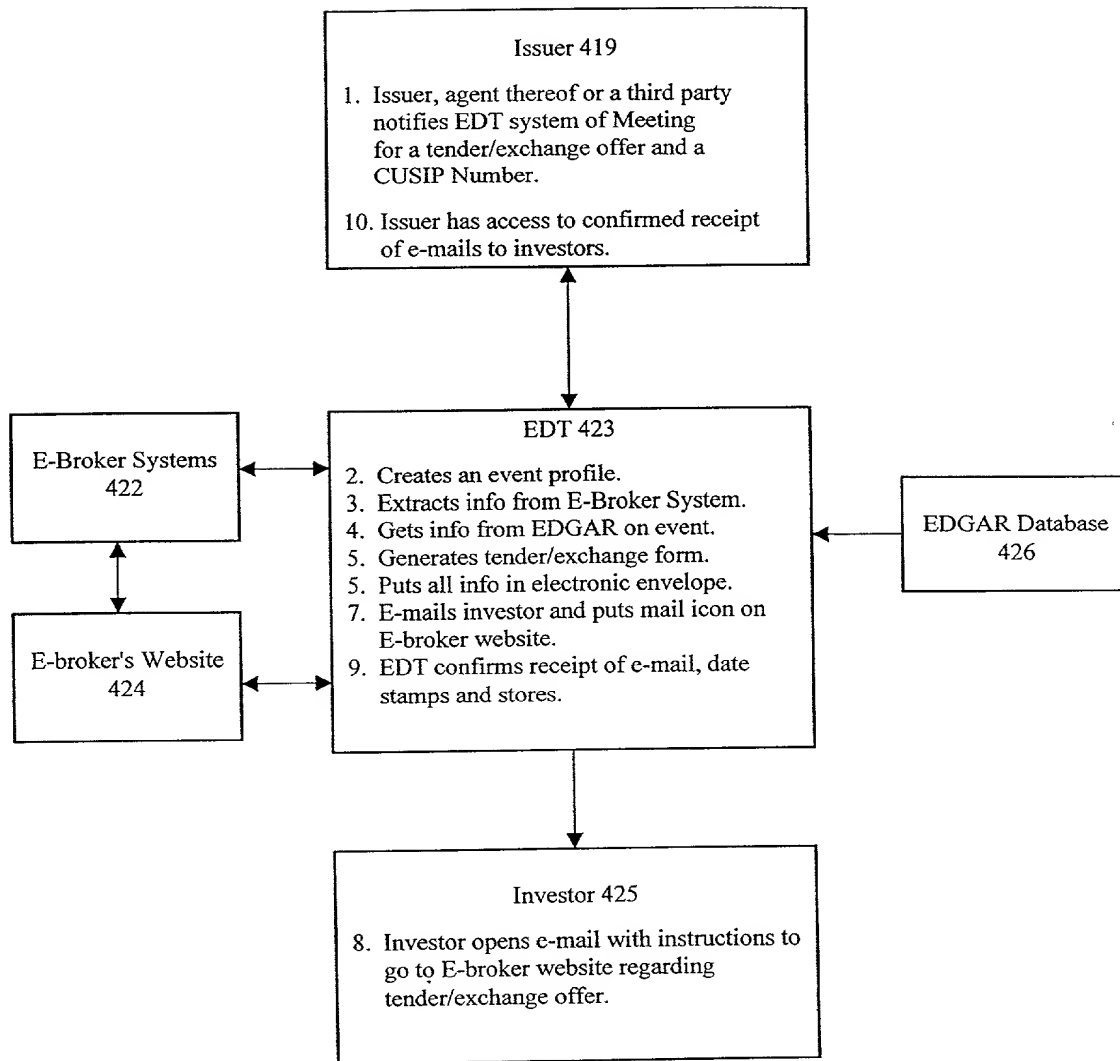 Issuer 419
1. Issuer, agent thereof or a third party
notifies EDT system of Meeting
for a tender/exchange offer and a
CUSIP Number.
10. Issuer has access to confirmed receipt
of e-mails to investors.
E-Broker Systems
422
E-broker's Website
424
EDT 423
2. Creates an event profile.
3. Extracts info from E-Broker System.
4. Gets info from EDGAR on event.
5. Generates tender/exchange form.
5. Puts all info in electronic envelope.
7. E-mails investor and puts mail icon on
E-broker website.
9. EDT confirms receipt of e-mail, date
stamps and stores.
EDGAR Database
426
Investor 425
8. Investor opens e-mail with instructions to
go to E-broker website regarding
tender/exchange offer.